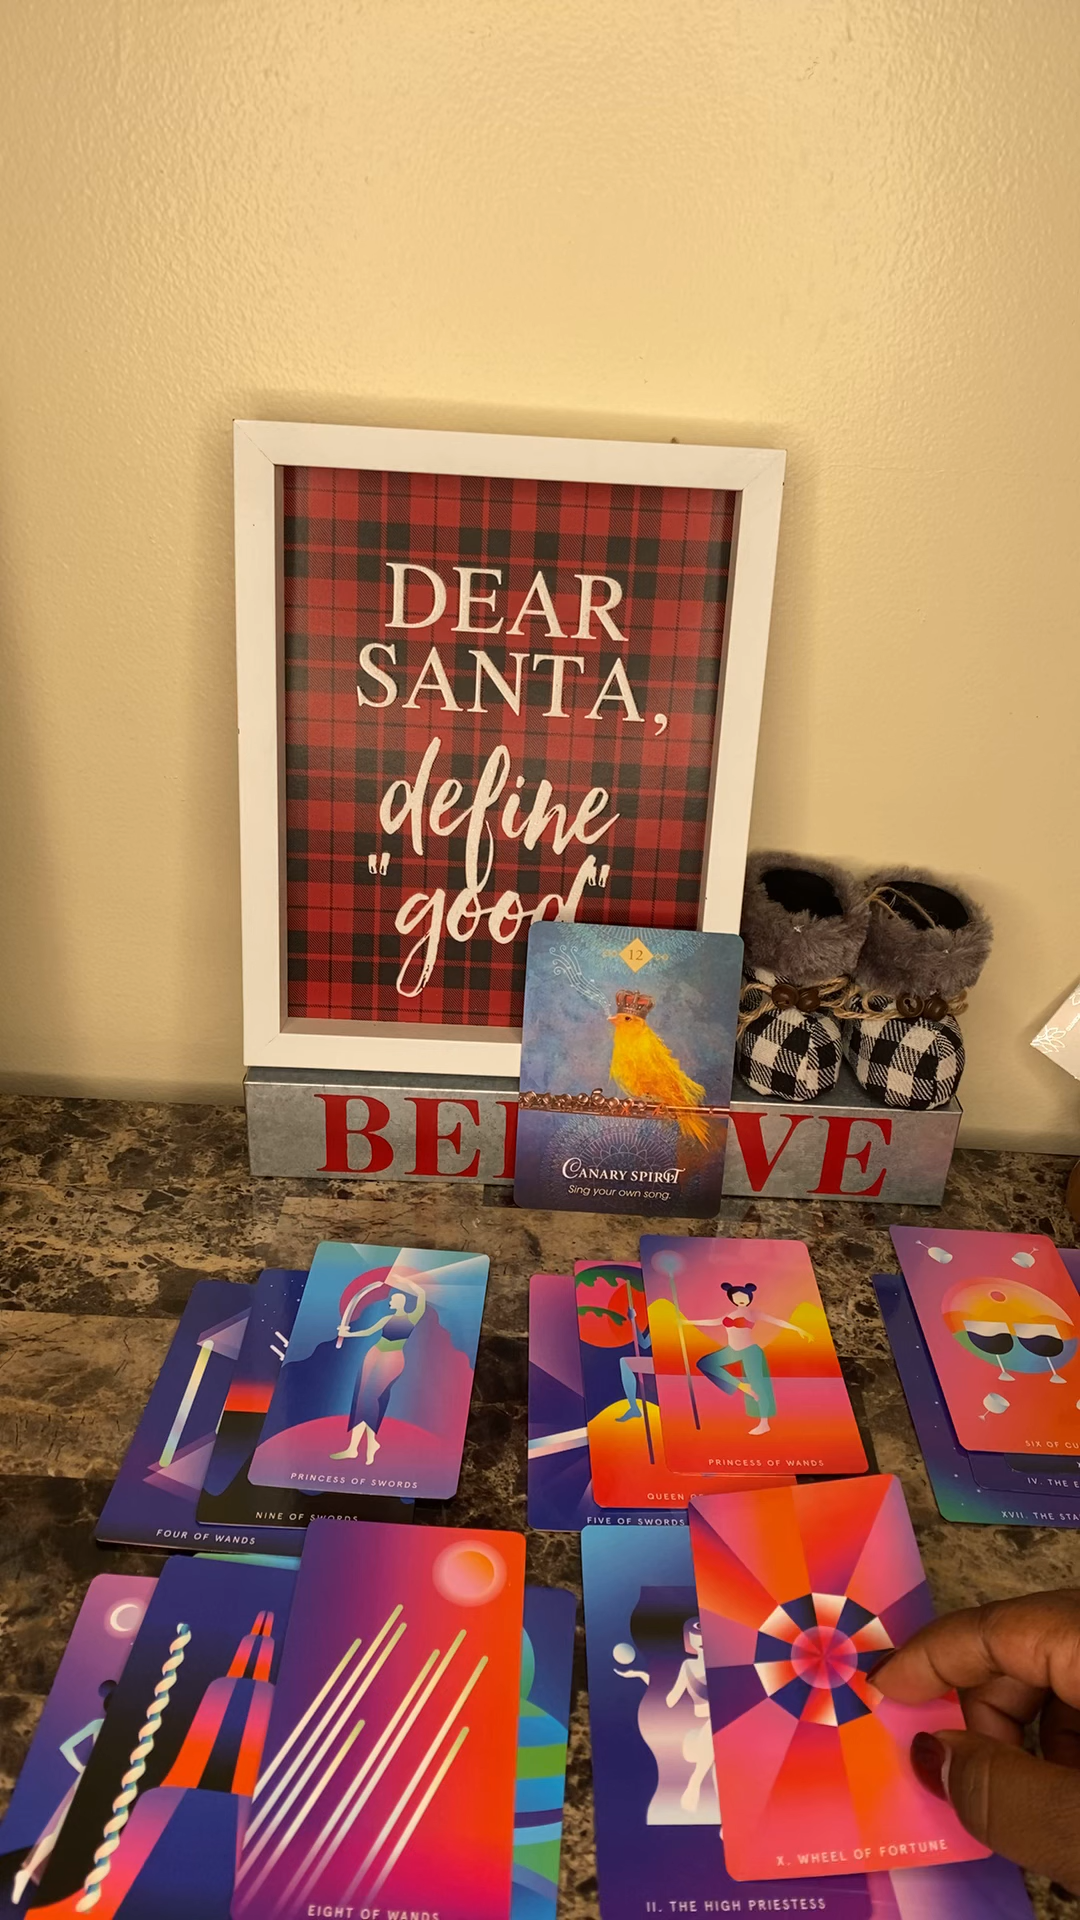 DEAR
SANTA,
define
"good"
12
CANARY SPIRIT
Sing your own song.
BE VE
PRINCESS OF SWORDS
NINE OF SWORDS
FOUR OF WANDS
PRINCESS OF WANDS
QUEEN OF
FIVE OF SWORDS
SIX OF CU
IV. THE E
XVII. THE STA
EIGHT OF WANDS
X. WHEEL OF FORTUNE
II. THE HIGH PRIESTESS